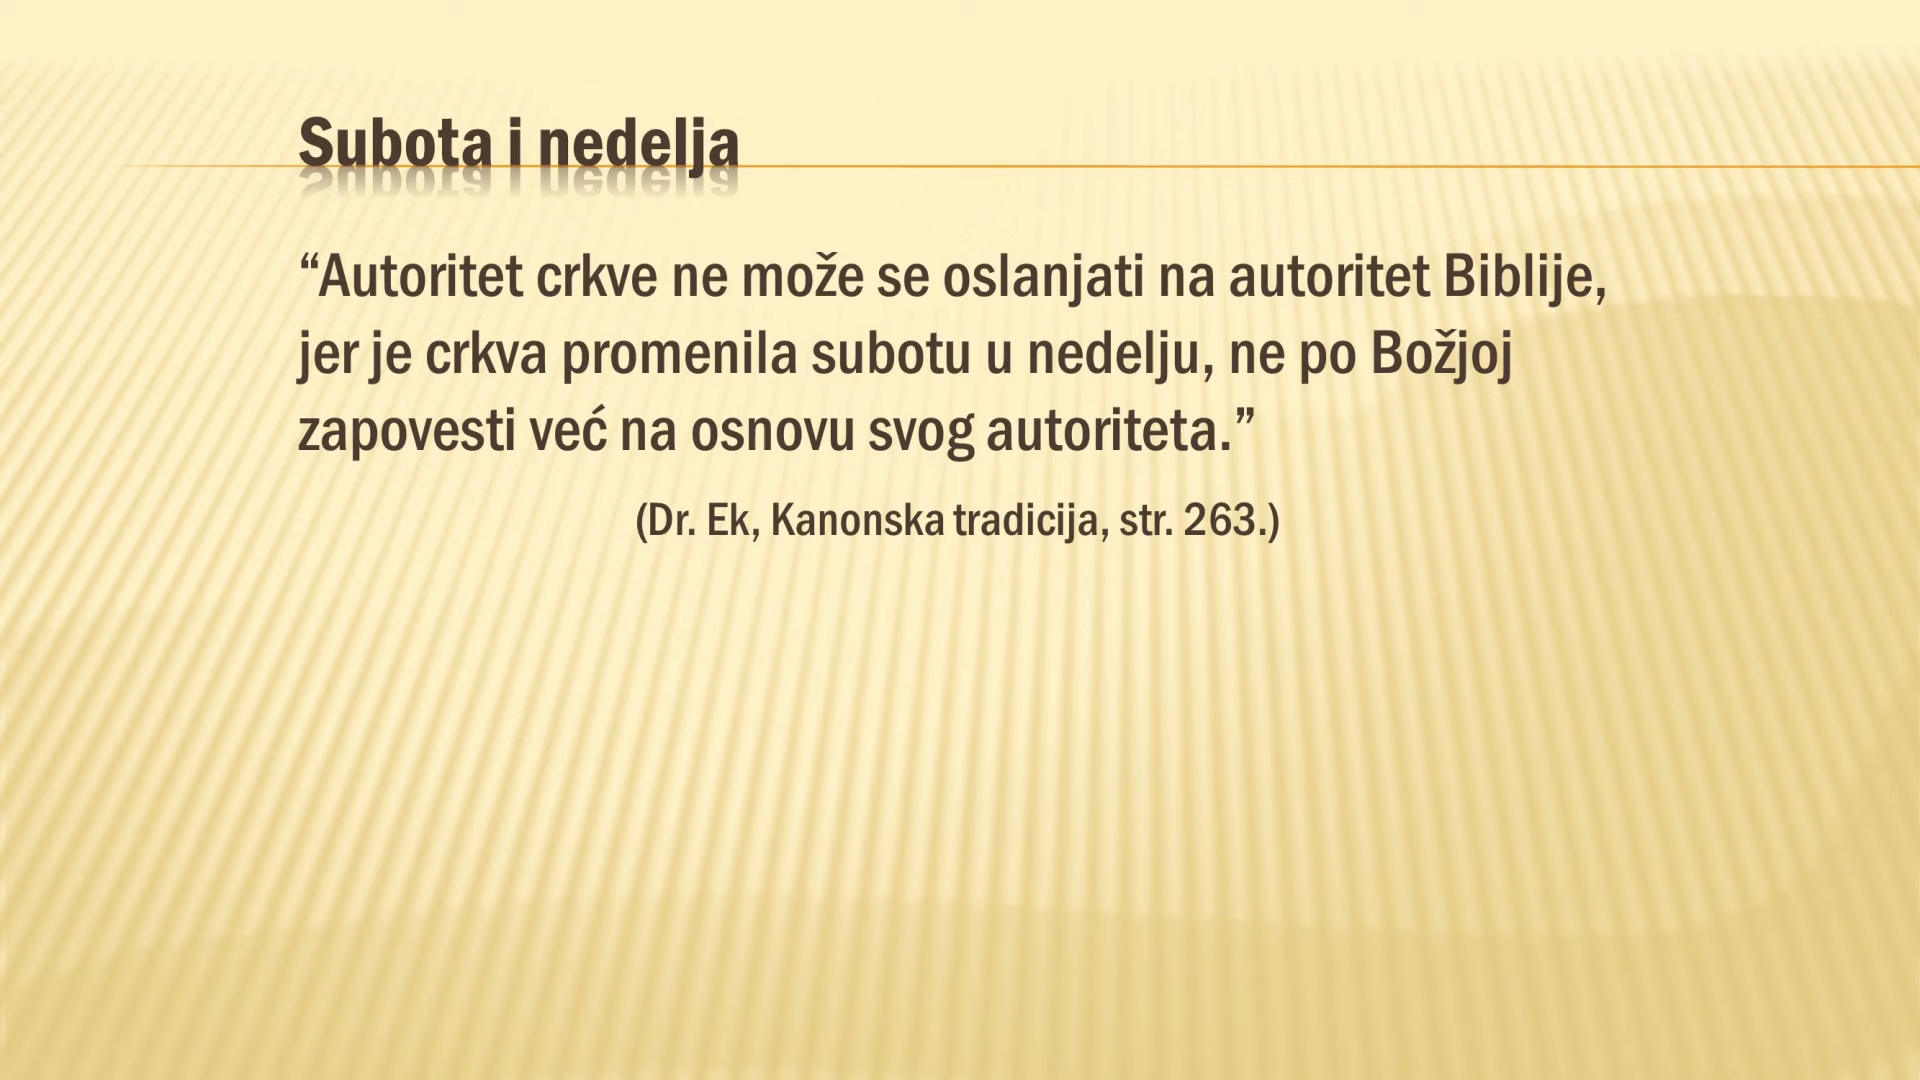 Subota i nedelja
“Autoritet crkve ne može se oslanjati na autoritet Biblije,
jer je crkva promenila subotu u nedelju, ne po Božjoj
zapovesti već na osnovu svog autoriteta.”
(Dr. Ek, Kanonska tradicija, str. 263.)